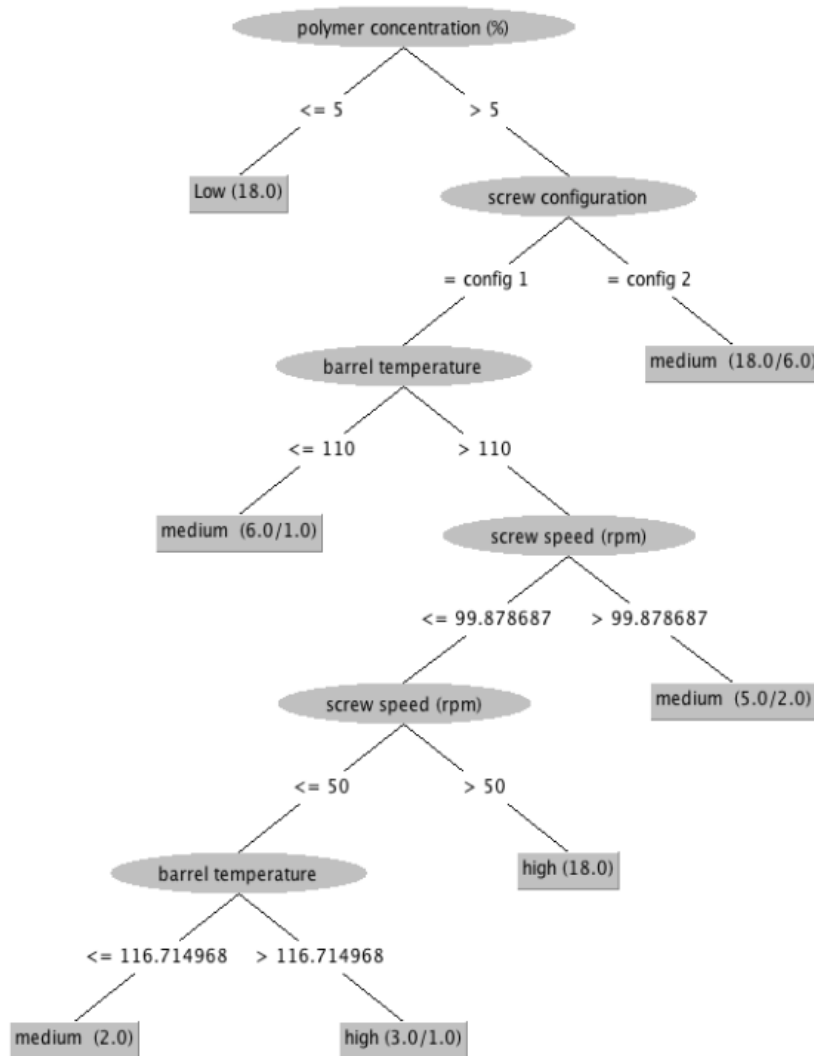 polymer concentration (%)
<= 5
> 5
Low (18.0)
screw configuration
= config 1
= config 2
barrel temperature
medium (18.0/6.0)
<= 110
> 110
medium (6.0/1.0)
screw speed (rpm)
<= 99.878687
> 99.878687
screw speed (rpm)
medium (5.0/2.0)
<= 50
> 50
barrel temperature
high (18.0)
<= 116.714968
> 116.714968
medium (2.0)
high (3.0/1.0)